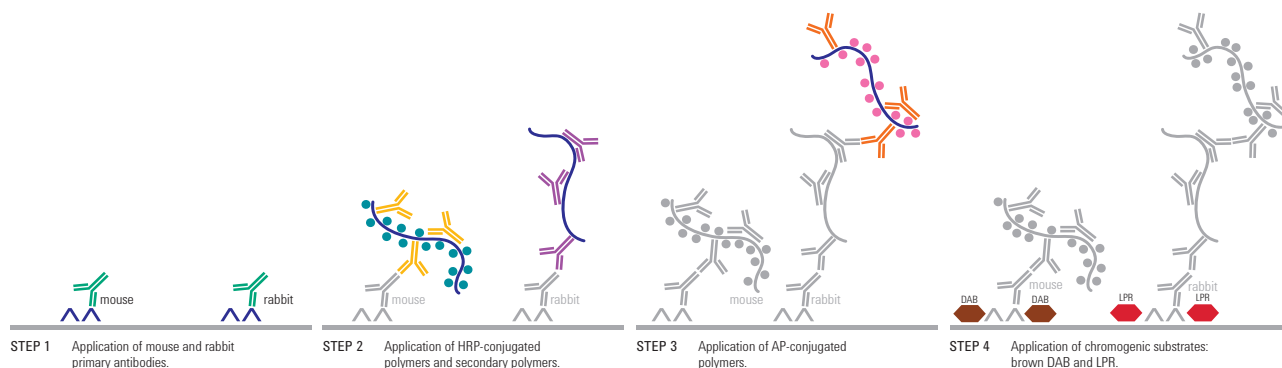 mouse
rabbit
STEP 1 Application of mouse and rabbit
primary antibodies.
mouse
rabbit
STEP 2 Application of HRP-conjugated
polymers and secondary polymers.
mouse
rabbit
STEP 3 Application of AP-conjugated
polymers.
mouse
rabbit
DAB
DAB
LPR
LPR
STEP 4 Application of chromogenic substrates:
brown DAB and LPR.